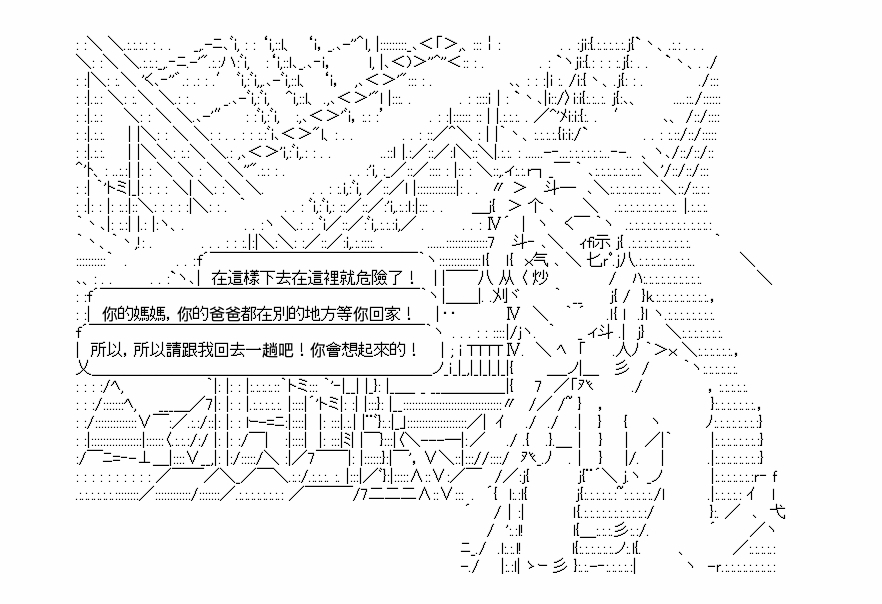 在這樣下去在這裡就危險了！
你的媽媽，你的爸爸都在別的地方等你回家！
所以，所以請跟我回去一趟吧！你會想起來的！